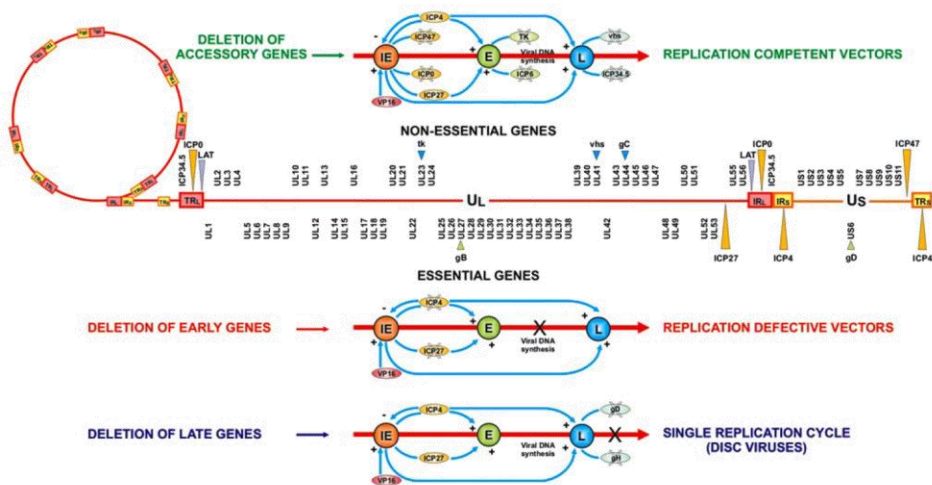 DELETION OF
ACCESSORY GENES
ICP4
ICP47
IE
ICP0
ICP27
VP16
-
+
+
+
+
+
E
TK
ICP6
Viral DNA
synthesis
L
vhs
ICP34.5
REPLICATION COMPETENT VECTORS
NON-ESSENTIAL GENES
ICP34.5
ICP0
LAT
UL2
UL3
UL4
UL10
UL11
UL13
UL16
UL20
UL21
tk
UL23
UL24
UL39
UL40
vhs
UL41
UL43
gC
UL44
UL45
UL46
UL47
UL50
UL51
UL55
UL56
LAT
ICP0
ICP34.5
US1
US2
US3
US4
US5
US7
US8
US9
US10
US11
ICP47
TRL
UL
IRL
IRS
US
TRS
IRL
IRS
TRS
UL1
UL5
UL6
UL7
UL8
UL9
UL12
UL14
UL15
UL17
UL18
UL19
UL22
UL25
UL26
UL27
UL28
UL29
UL30
UL31
UL32
UL33
UL34
UL35
UL36
UL37
UL38
UL42
UL48
UL49
UL52
UL53
US6
gB
ICP27
ICP4
gD
ICP4
ESSENTIAL GENES
DELETION OF EARLY GENES
ICP4
-
+
+
IE
E
X
L
+
+
+
ICP27
Viral DNA
synthesis
VP16
REPLICATION DEFECTIVE VECTORS
DELETION OF LATE GENES
ICP4
-
+
+
IE
E
L
X
gD
+
+
+
ICP27
Viral DNA
synthesis
gH
VP16
SINGLE REPLICATION CYCLE
(DISC VIRUSES)